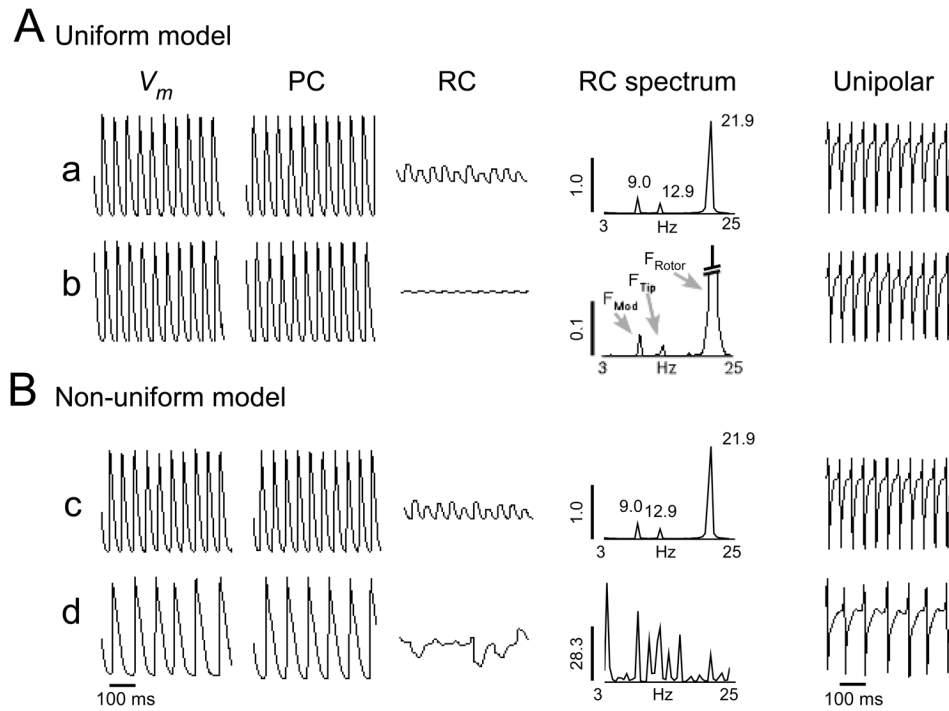 A Uniform model
Vm PC RC RC spectrum Unipolar
a
1.0
9.0
12.9
21.9
3 Hz 25
b
0.1
FMod
FTip
FRotor
3 Hz 25
B Non-uniform model
c
1.0
9.0 12.9
21.9
3 Hz 25
d
28.3
3 Hz 25
100 ms
100 ms